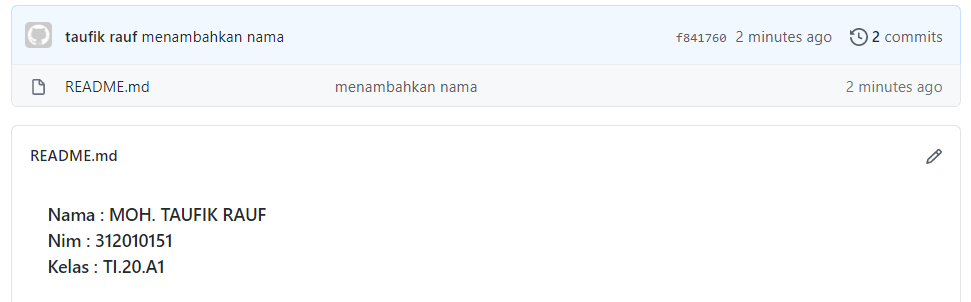 taufik rauf menambahkan nama f841760 2 minutes ago 2 commits
README.md menambahkan nama 2 minutes ago
README.md
Nama : MOH. TAUFIK RAUF
Nim : 312010151
Kelas : TI.20.A1